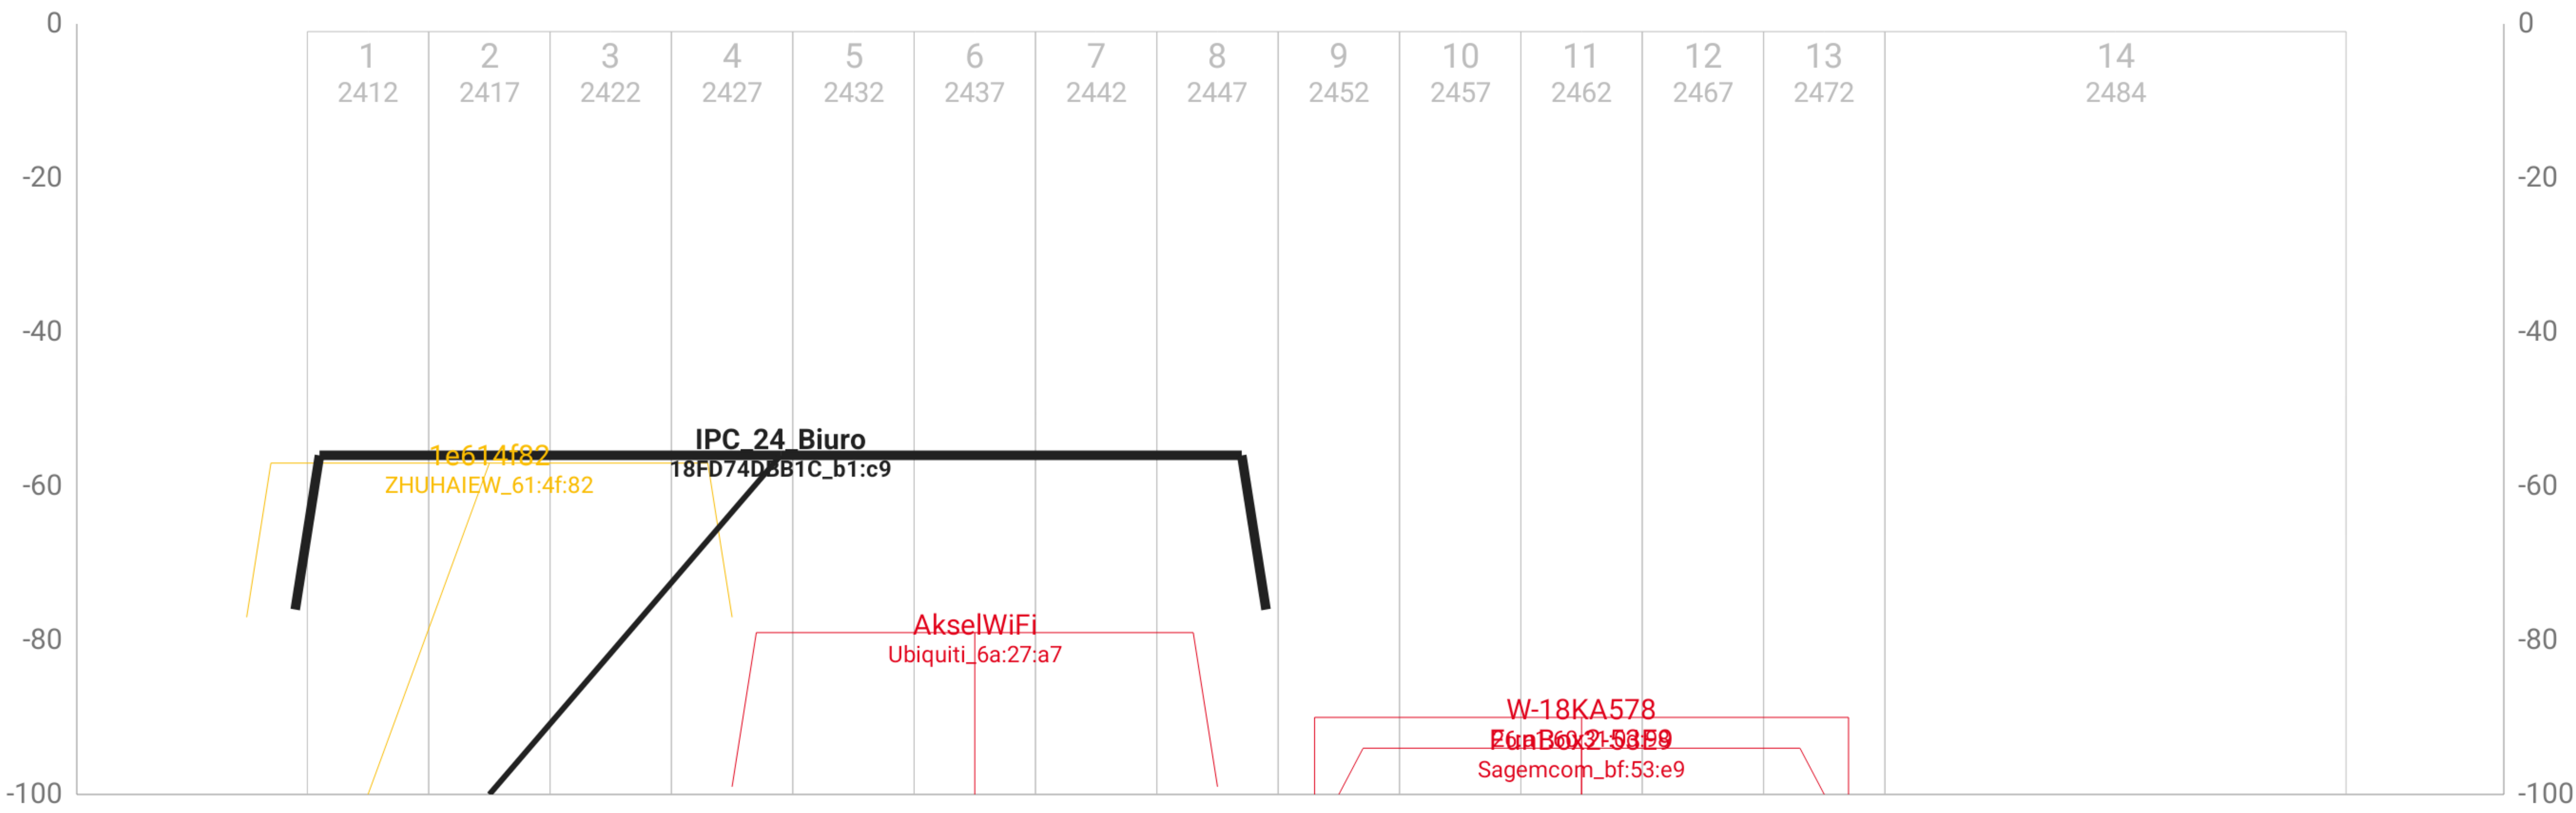 0 0
1 2 3 4 5 6 7 8 9 10 11 12 13 14
2412 2417 2422 2427 2432 2437 2442 2447 2452 2457 2462 2467 2472 2484
-20 -20
-40 -40
IPC_24_Biuro
1e614f82
18FD74DBB1C_b1:c9
-60 ZHUHAIEW_61:4f:82 -60
AkselWiFi
-80 -80
Ubiquiti_6a:27:a7
W-18KA578
Sagemcom_bf:53:e9
-100 -100